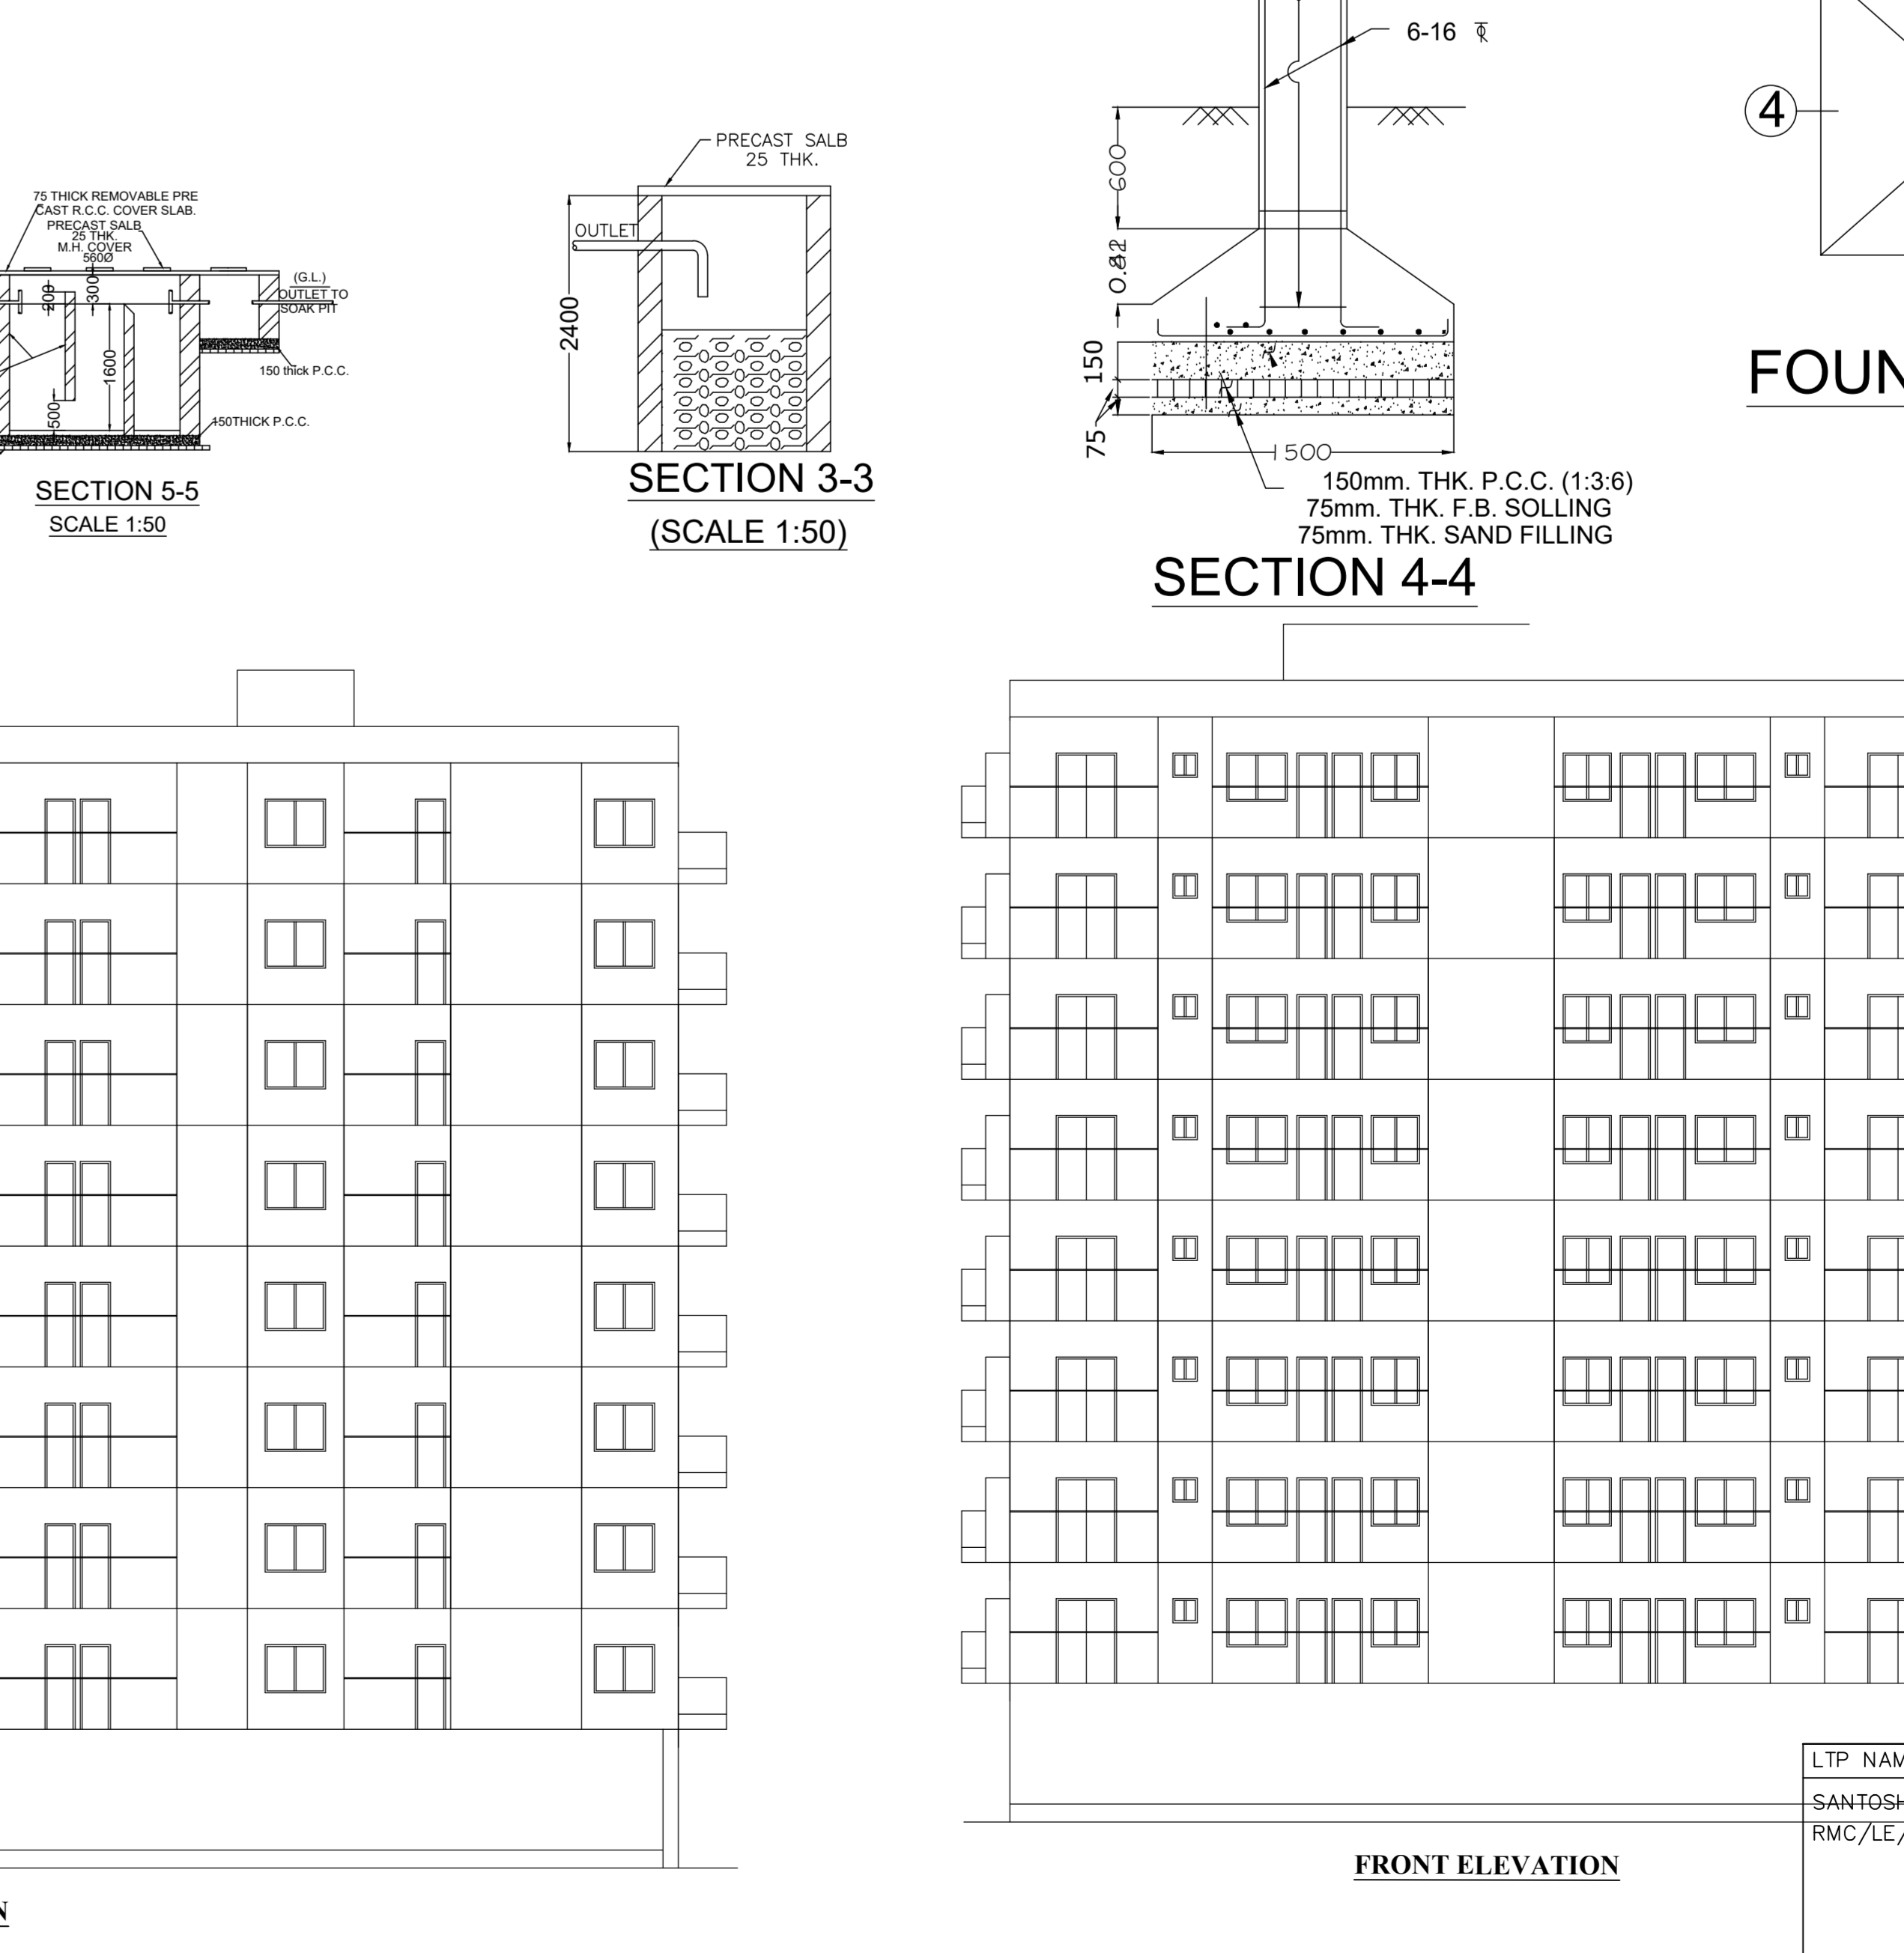 75 THICK REMOVABLE PRE
CAST R.C.C. COVER SLAB.
PRECAST SALB
25 THK.
M.H. COVER
560Ø
200
300
(G.L.)
OUTLET TO
SOAK PIT
1600
500
150 thick P.C.C.
150THICK P.C.C.
SECTION 5-5
SCALE 1:50
PRECAST SALB
25 THK.
OUTLET
2400
SECTION 3-3
(SCALE 1:50)
6-16
600
150
75
1500
150mm. THK. P.C.C. (1:3:6)
75mm. THK. F.B. SOLLING
75mm. THK. SAND FILLING
SECTION 4-4
4
FOUN
N
FRONT ELEVATION
LTP NAM
SANTOSH
RMC/LE/